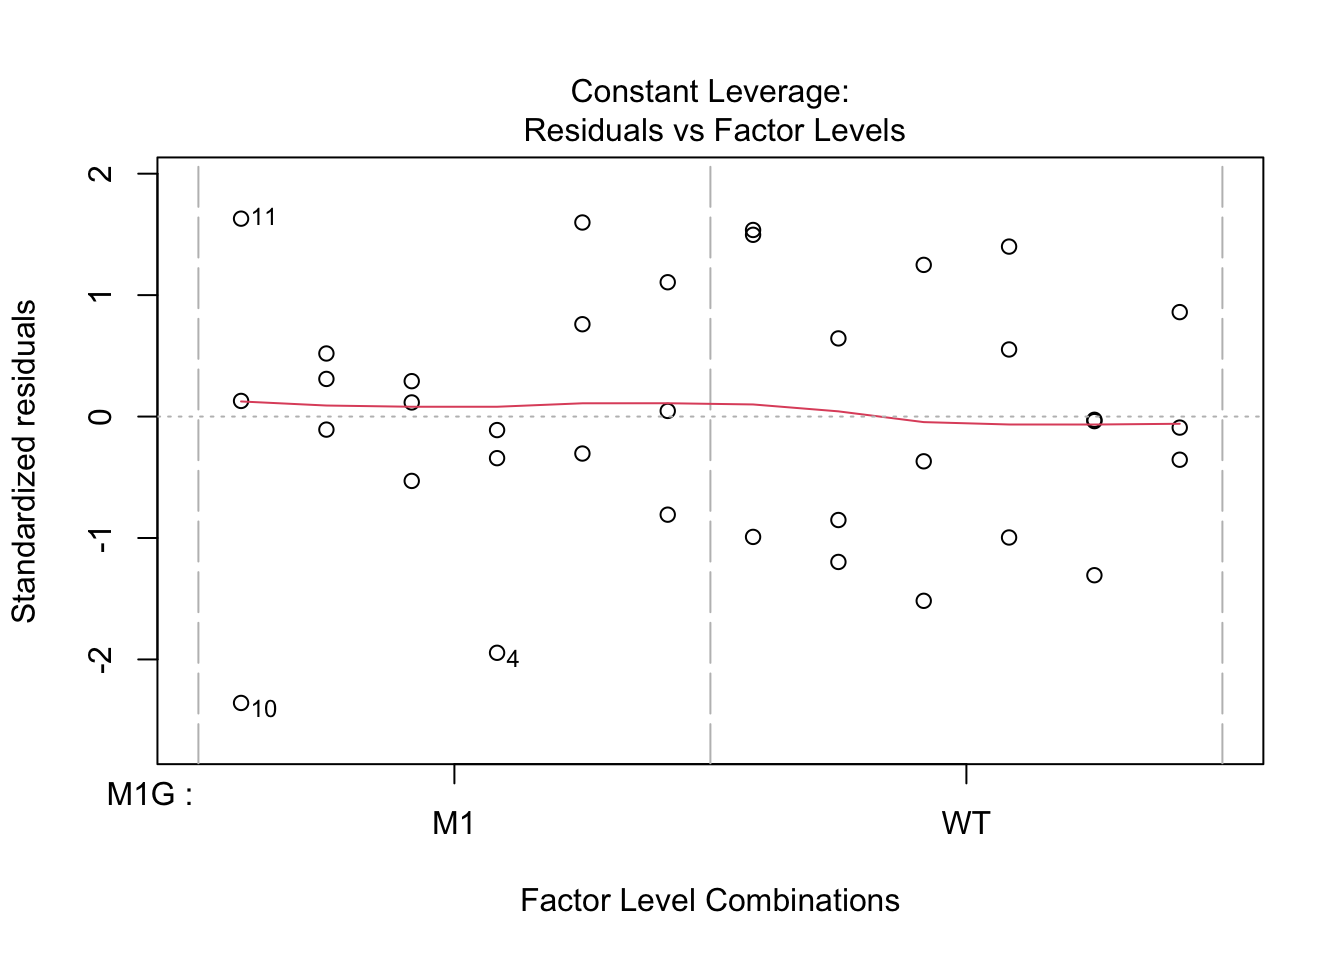 Constant Leverage:
Residuals vs Factor Levels
Standardized residuals
2
1
0
-1
-2
11
10
4
M1G :
M1
WT
Factor Level Combinations